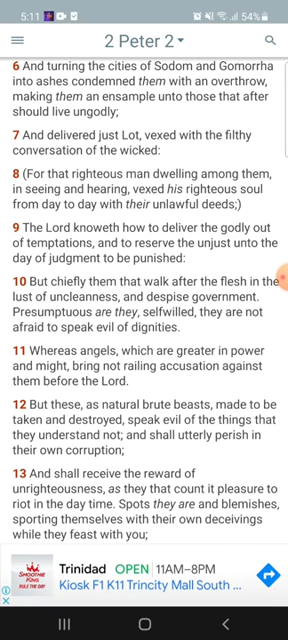 5:11 54%
2 Peter 2
6 And turning the cities of Sodom and Gomorrha
into ashes condemned them with an overthrow,
making them an ensample unto those that after
should live ungodly;
7 And delivered just Lot, vexed with the filthy
conversation of the wicked:
8 (For that righteous man dwelling among them,
in seeing and hearing, vexed his righteous soul
from day to day with their unlawful deeds;)
9 The Lord knoweth how to deliver the godly out
of temptations, and to reserve the unjust unto the
day of judgment to be punished:
10 But chiefly them that walk after the flesh in the
lust of uncleanness, and despise government.
Presumptuous are they, selfwilled, they are not
afraid to speak evil of dignities.
11 Whereas angels, which are greater in power
and might, bring not railing accusation against
them before the Lord.
12 But these, as natural brute beasts, made to be
taken and destroyed, speak evil of the things that
they understand not; and shall utterly perish in
their own corruption;
13 And shall receive the reward of
unrighteousness, as they that count it pleasure to
riot in the day time. Spots they are and blemishes,
sporting themselves with their own deceivings
while they feast with you;
SMOOTHIE
KING
RULE THE DAY
Trinidad OPEN 11AM–8PM
Kiosk F1 K11 Trincity Mall South ...